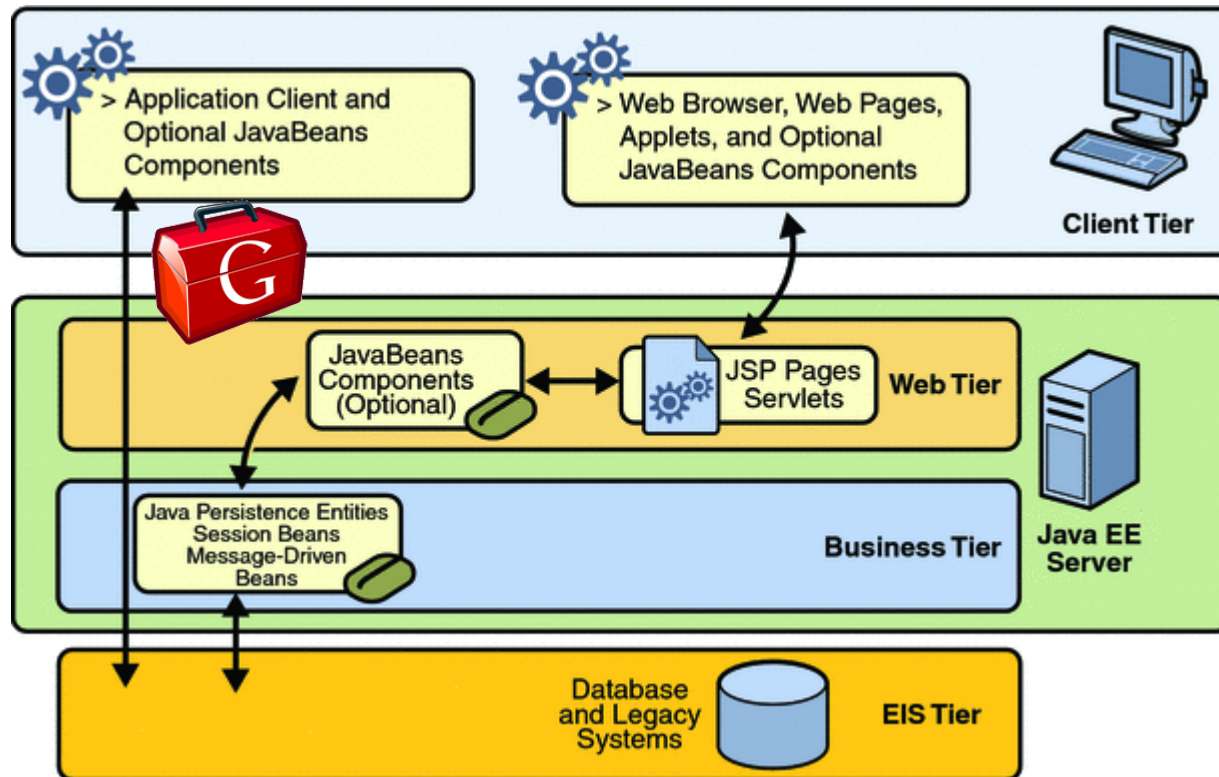 > Application Client and
Optional JavaBeans
Components
> Web Browser, Web Pages,
Applets, and Optional
JavaBeans Components
Client Tier
G
JavaBeans
Components
(Optional)
JSP Pages
Servlets
Web Tier
Java Persistence Entities
Session Beans
Message-Driven
Beans
Business Tier
Java EE
Server
Database
and Legacy
Systems
EIS Tier